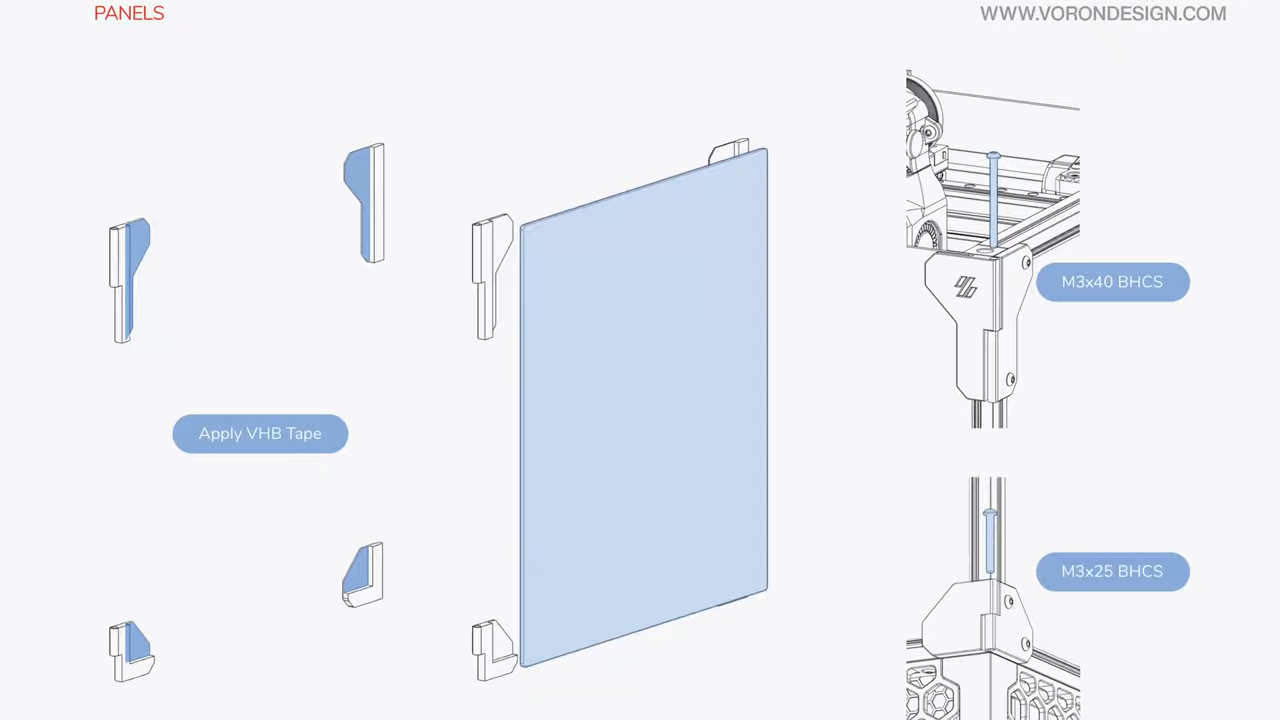 PANELS
WWW.VORONDESIGN.COM
M3x40 BHCS
Apply VHB Tape
M3x25 BHCS